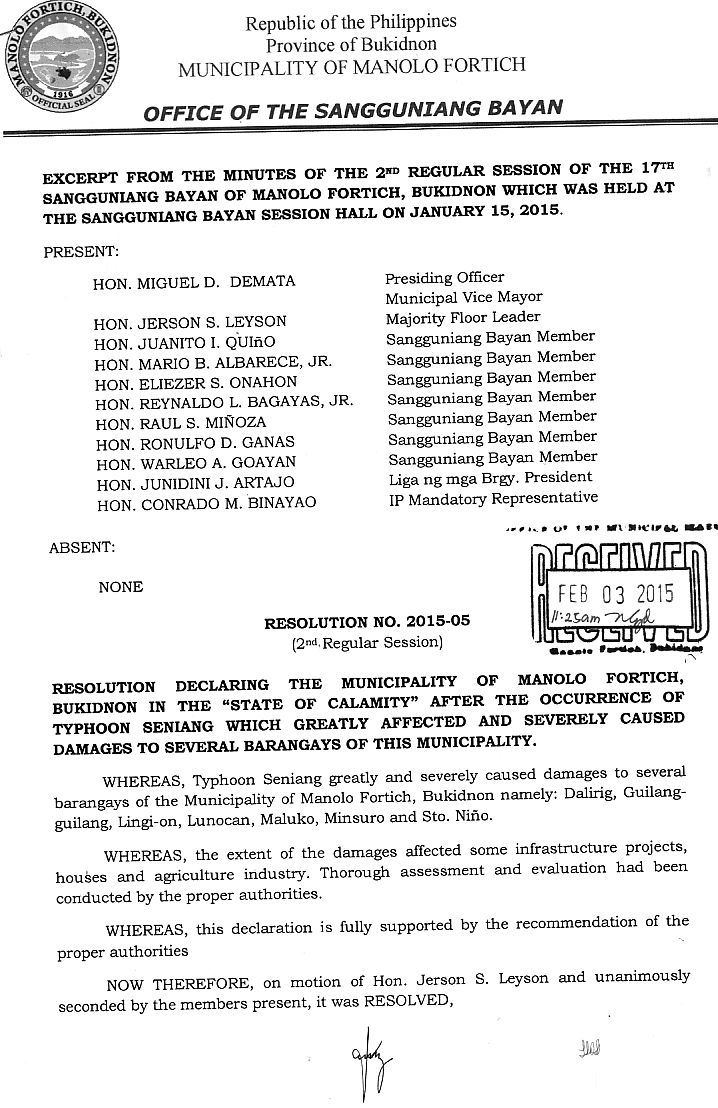 MANOLO FORTICH, BUKIDNON
1916
OFFICIAL SEAL
Republic of the Philippines
Province of Bukidnon
MUNICIPALITY OF MANOLO FORTICH
OFFICE OF THE SANGGUNIANG BAYAN
EXCERPT FROM THE MINUTES OF THE 2ND REGULAR SESSION OF THE 17TH
SANGGUNIANG BAYAN OF MANOLO FORTICH, BUKIDNON WHICH WAS HELD AT
THE SANGGUNIANG BAYAN SESSION HALL ON JANUARY 15, 2015.
PRESENT:
HON. MIGUEL D. DEMATA Presiding Officer
Municipal Vice Mayor
HON. JERSON S. LEYSON Majority Floor Leader
HON. JUANITO I. QUIñO Sangguniang Bayan Member
HON. MARIO B. ALBARECE, JR. Sangguniang Bayan Member
HON. ELIEZER S. ONAHON Sangguniang Bayan Member
HON. REYNALDO L. BAGAYAS, JR. Sangguniang Bayan Member
HON. RAUL S. MIÑOZA Sangguniang Bayan Member
HON. RONULFO D. GANAS Sangguniang Bayan Member
HON. WARLEO A. GOAYAN Sangguniang Bayan Member
HON. JUNIDINI J. ARTAJO Liga ng mga Brgy. President
HON. CONRADO M. BINAYAO IP Mandatory Representative
ABSENT:
NONE
OF THE MUNICIPAL
RECEIVED
FEB 03 2015
11:25am
RECEIVED
Manolo Fortich, Bukidnon
RESOLUTION NO. 2015-05
(2nd. Regular Session)
RESOLUTION DECLARING THE MUNICIPALITY OF MANOLO FORTICH,
BUKIDNON IN THE “STATE OF CALAMITY” AFTER THE OCCURRENCE OF
TYPHOON SENIANG WHICH GREATLY AFFECTED AND SEVERELY CAUSED
DAMAGES TO SEVERAL BARANGAYS OF THIS MUNICIPALITY.
WHEREAS, Typhoon Seniang greatly and severely caused damages to several
barangays of the Municipality of Manolo Fortich, Bukidnon namely: Dalirig, Guilang-
guilang, Lingi-on, Lunocan, Maluko, Minsuro and Sto. Niño.
WHEREAS, the extent of the damages affected some infrastructure projects,
houses and agriculture industry. Thorough assessment and evaluation had been
conducted by the proper authorities.
WHEREAS, this declaration is fully supported by the recommendation of the
proper authorities
NOW THEREFORE, on motion of Hon. Jerson S. Leyson and unanimously
seconded by the members present, it was RESOLVED,